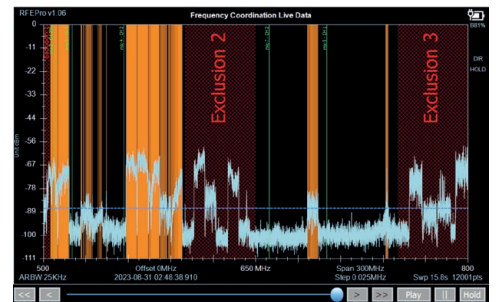 RFEPro v1.06
Frequency Coordination Live Data
0
-11
-22
-33
-44
-56
-67
-78
-89
-100
-111
Exclusion 2
Exclusion 3
DIR
HOLD
500
650 MHz
800
ARBW 25KHz
Offset 0MHz
2023-08-31 02 48 38 910
Span 300MHz
Step 0.025MHz
Swp 15.8s 12001pts
<<
<
>
>>
Play
||
Hold